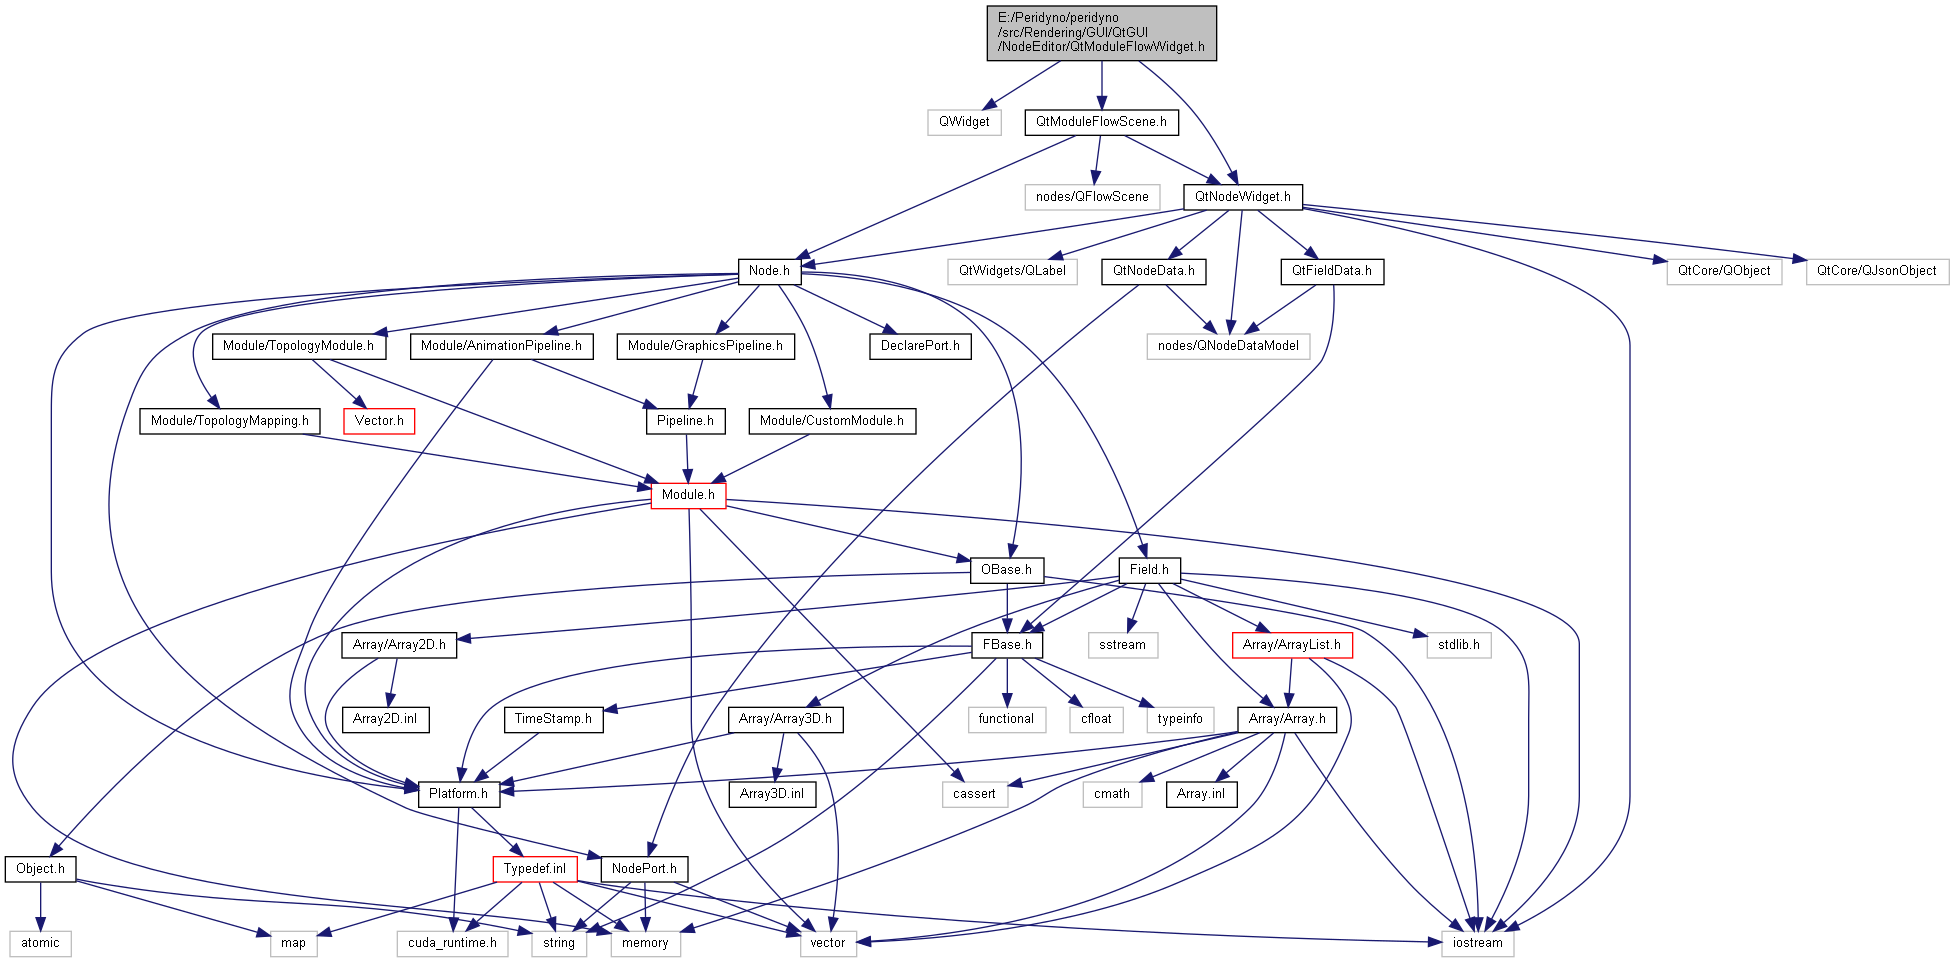 E:/Peridyno/peridyno
/src/Rendering/GUI/QtGUI
/NodeEditor/QtModuleFlowWidget.h
QWidget
QtModuleFlowScene.h
nodes/QFlowScene
QtNodeWidget.h
Node.h
QtWidgets/QLabel
QtNodeData.h
QtFieldData.h
QtCore/QObject
QtCore/QJsonObject
Module/TopologyModule.h
Module/AnimationPipeline.h
Module/GraphicsPipeline.h
DeclarePort.h
nodes/QNodeDataModel
Module/TopologyMapping.h
Vector.h
Pipeline.h
Module/CustomModule.h
Module.h
OBase.h
Field.h
Array/Array2D.h
FBase.h
sstream
Array/ArrayList.h
stdlib.h
Array2D.inl
TimeStamp.h
Array/Array3D.h
functional
cfloat
typeinfo
Array/Array.h
Platform.h
Array3D.inl
cassert
cmath
Array.inl
Object.h
Typedef.inl
NodePort.h
atomic
map
cuda_runtime.h
string
memory
vector
iostream